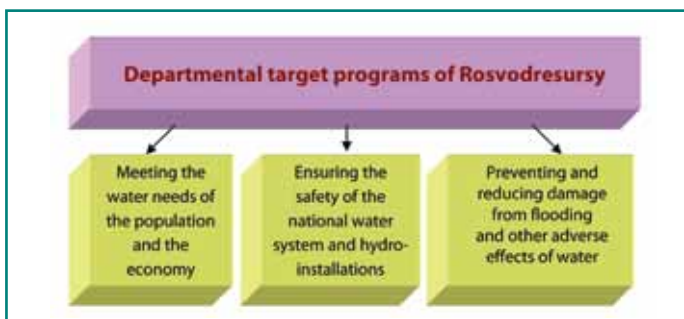 Departmental target programs of Rosvodresursy
Meeting the
water needs of
the population
and the
economy
Ensuring the
safety of the
national water
system and hydro-
installations
Preventing and
reducing damage
from flooding
and other adverse
effects of water